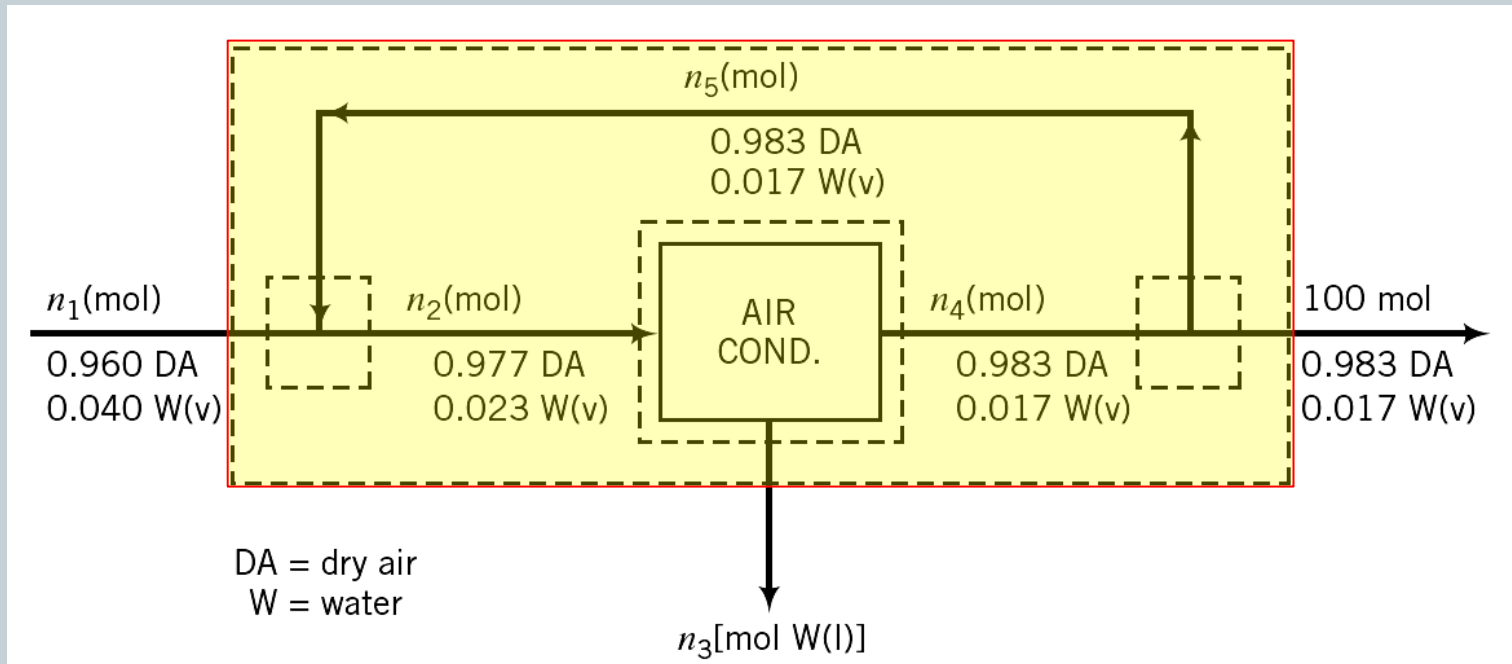 n₅(mol)
0.983 DA
0.017 W(v)
n₁(mol)
0.960 DA
0.040 W(v)
n₂(mol)
0.977 DA
0.023 W(v)
AIR
COND.
n₄(mol)
0.983 DA
0.017 W(v)
100 mol
0.983 DA
0.017 W(v)
DA = dry air
W = water
n₃[mol W(l)]